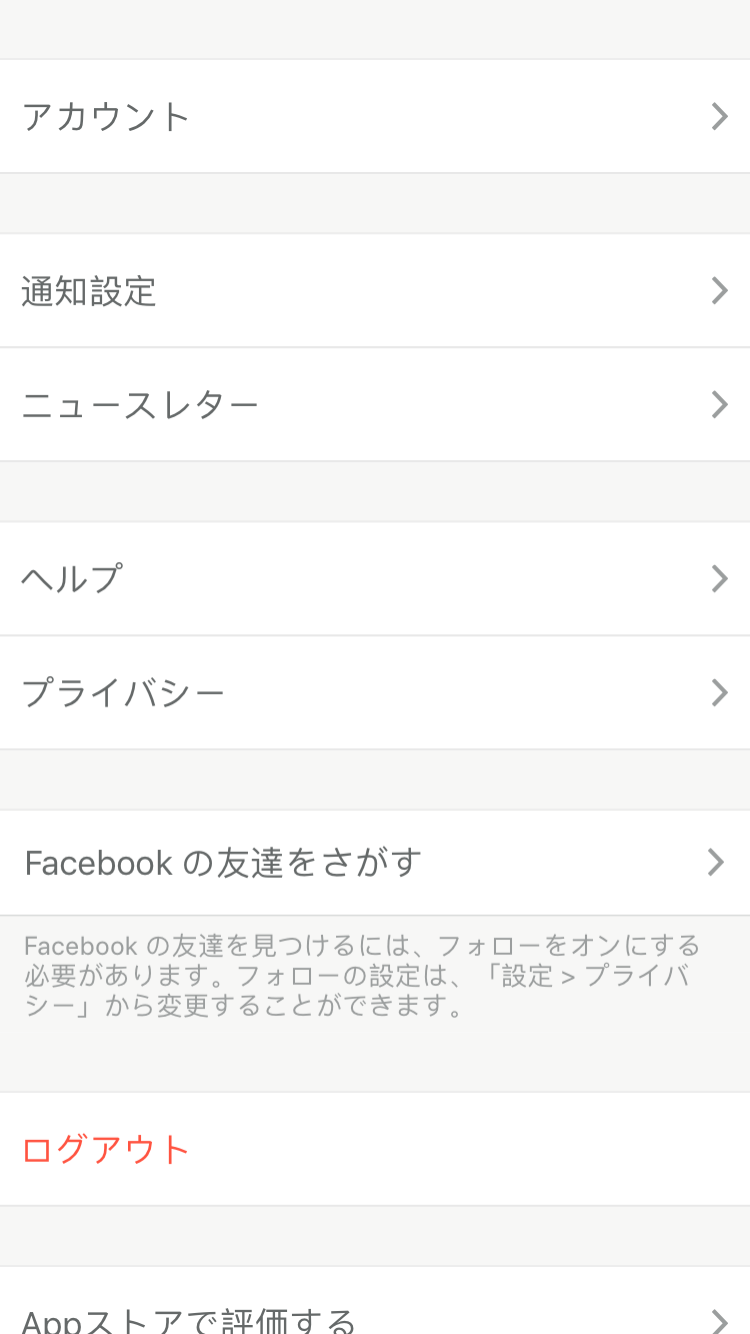 アカウント
通知設定
ニュースレター
ヘルプ
プライバシー
Facebook の友達をさがす
Facebook の友達を見つけるには、フォローをオンにする
必要があります。フォローの設定は、「設定 > プライバ
シー」から変更することができます。
ログアウト
Appストアで評価する